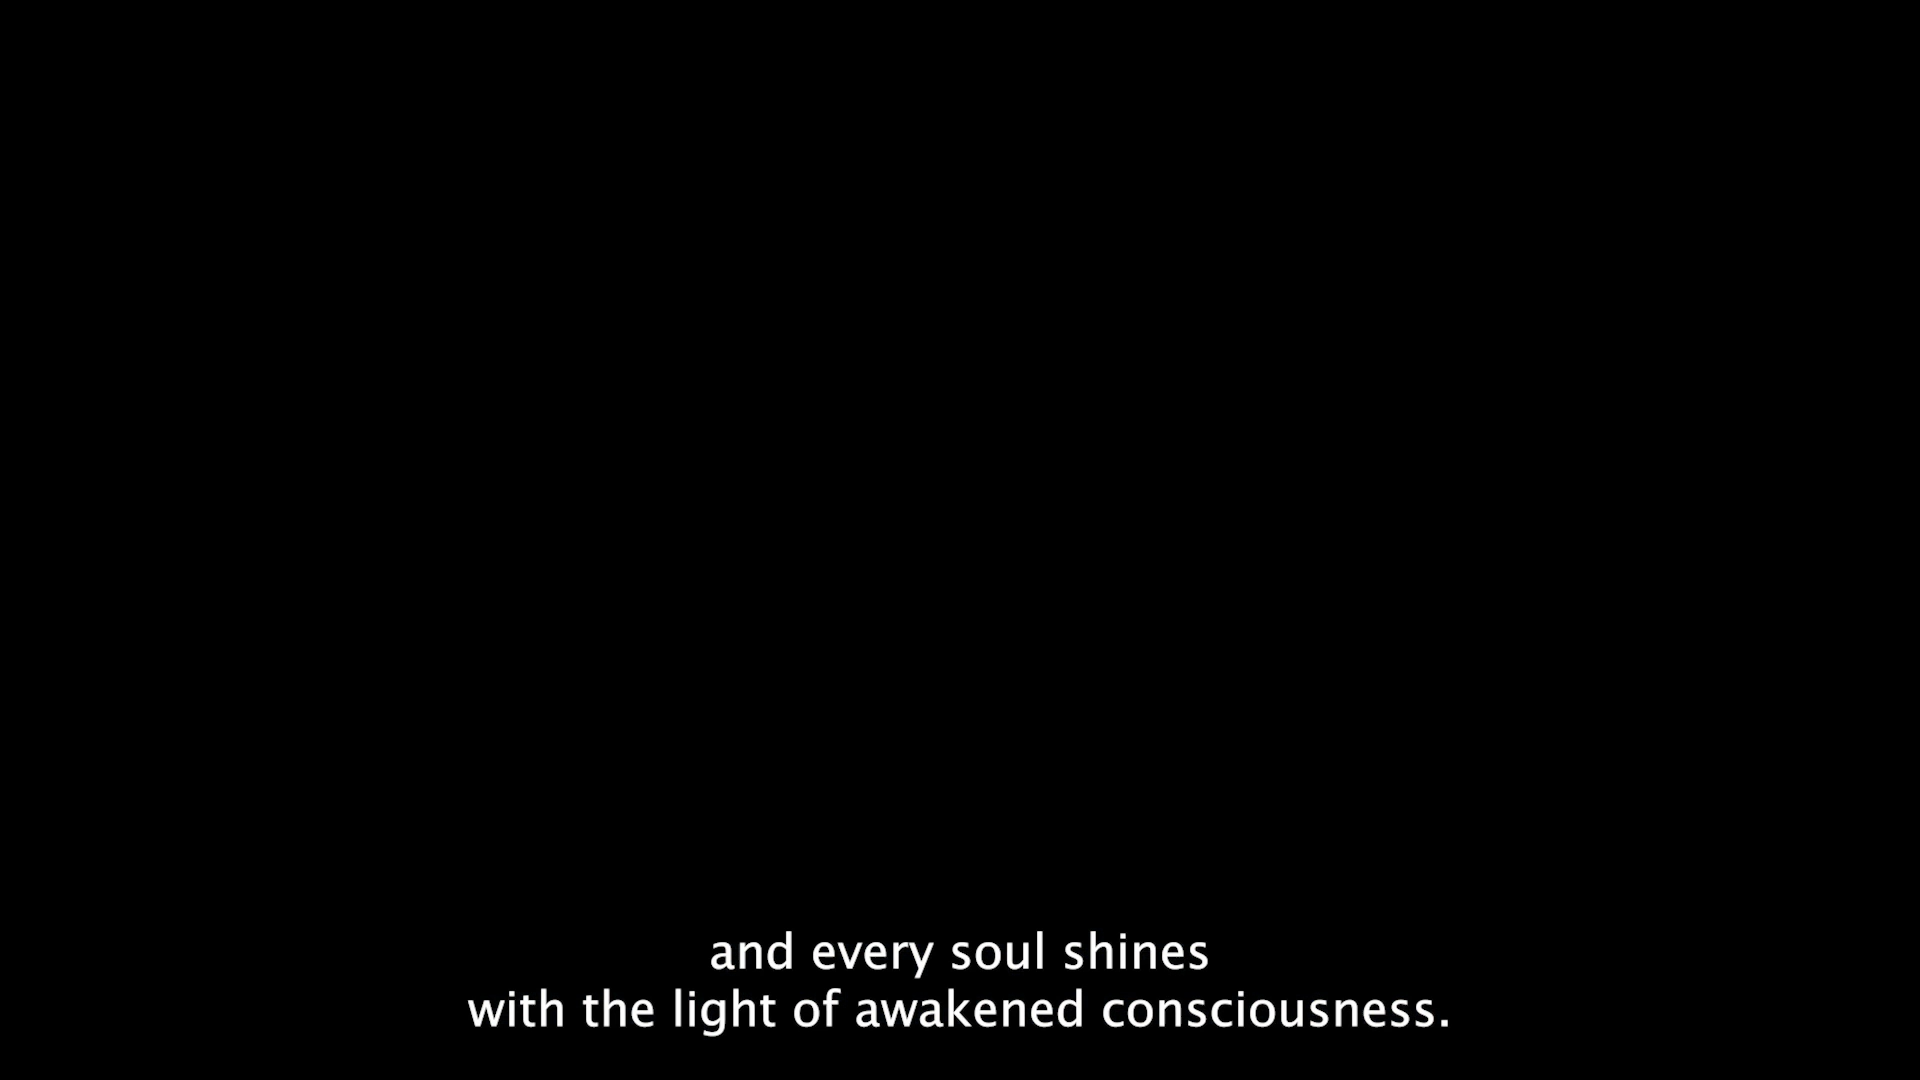 and every soul shines
with the light of awakened consciousness.